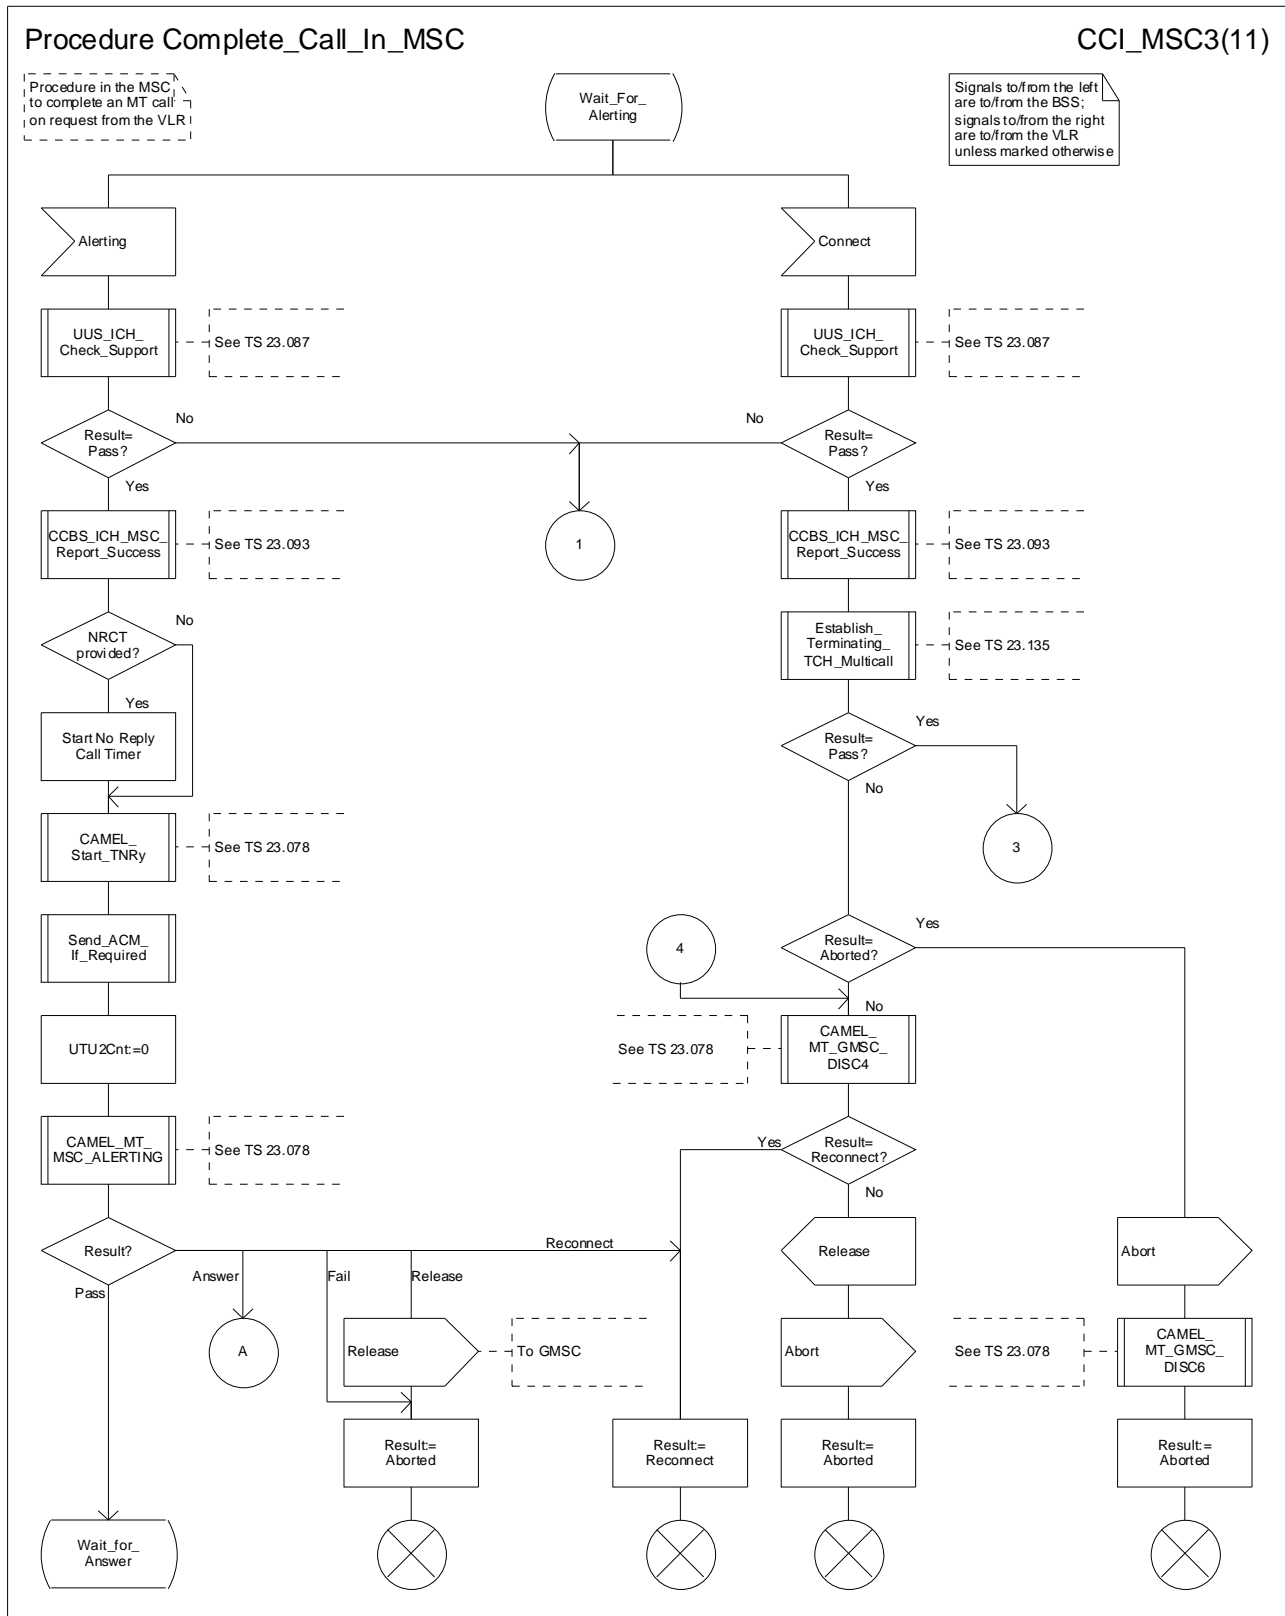 Procedure Complete_Call_In_MSC
CCI_MSC3(11)
Procedure in the MSC
to complete an MT call
on request from the VLR
Wait_For_
Alerting
Signals to/from the left
are to/from the BSS;
signals to/from the right
are to/from the VLR
unless marked otherwise
Alerting
Connect
UUS_ICH_
Check_Support
See TS 23.087
UUS_ICH_
Check_Support
See TS 23.087
Result=
Pass?
No
Yes
No
Result=
Pass?
Yes
1
CCBS_ICH_MSC_
Report_Success
See TS 23.093
CCBS_ICH_MSC_
Report_Success
See TS 23.093
NRCT
provided?
No
Yes
Establish_
Terminating_
TCH_Multicall
See TS 23.135
Start No Reply
Call Timer
Result=
Pass?
Yes
No
3
CAMEL_
Start_TNRy
See TS 23.078
Send_ACM_
If_Required
4
Result=
Aborted?
Yes
No
UTU2Cnt:=0
See TS 23.078
CAMEL_
MT_GMSC_
DISC4
CAMEL_MT_
MSC_ALERTING
See TS 23.078
Yes
Result=
Reconnect?
No
Result?
Pass
Answer
Fail
Release
Reconnect
Release
Abort
A
Release
To GMSC
Abort
See TS 23.078
CAMEL_
MT_GMSC_
DISC6
Result:=
Aborted
Result:=
Reconnect
Result:=
Aborted
Result:=
Aborted
Wait_for_
Answer